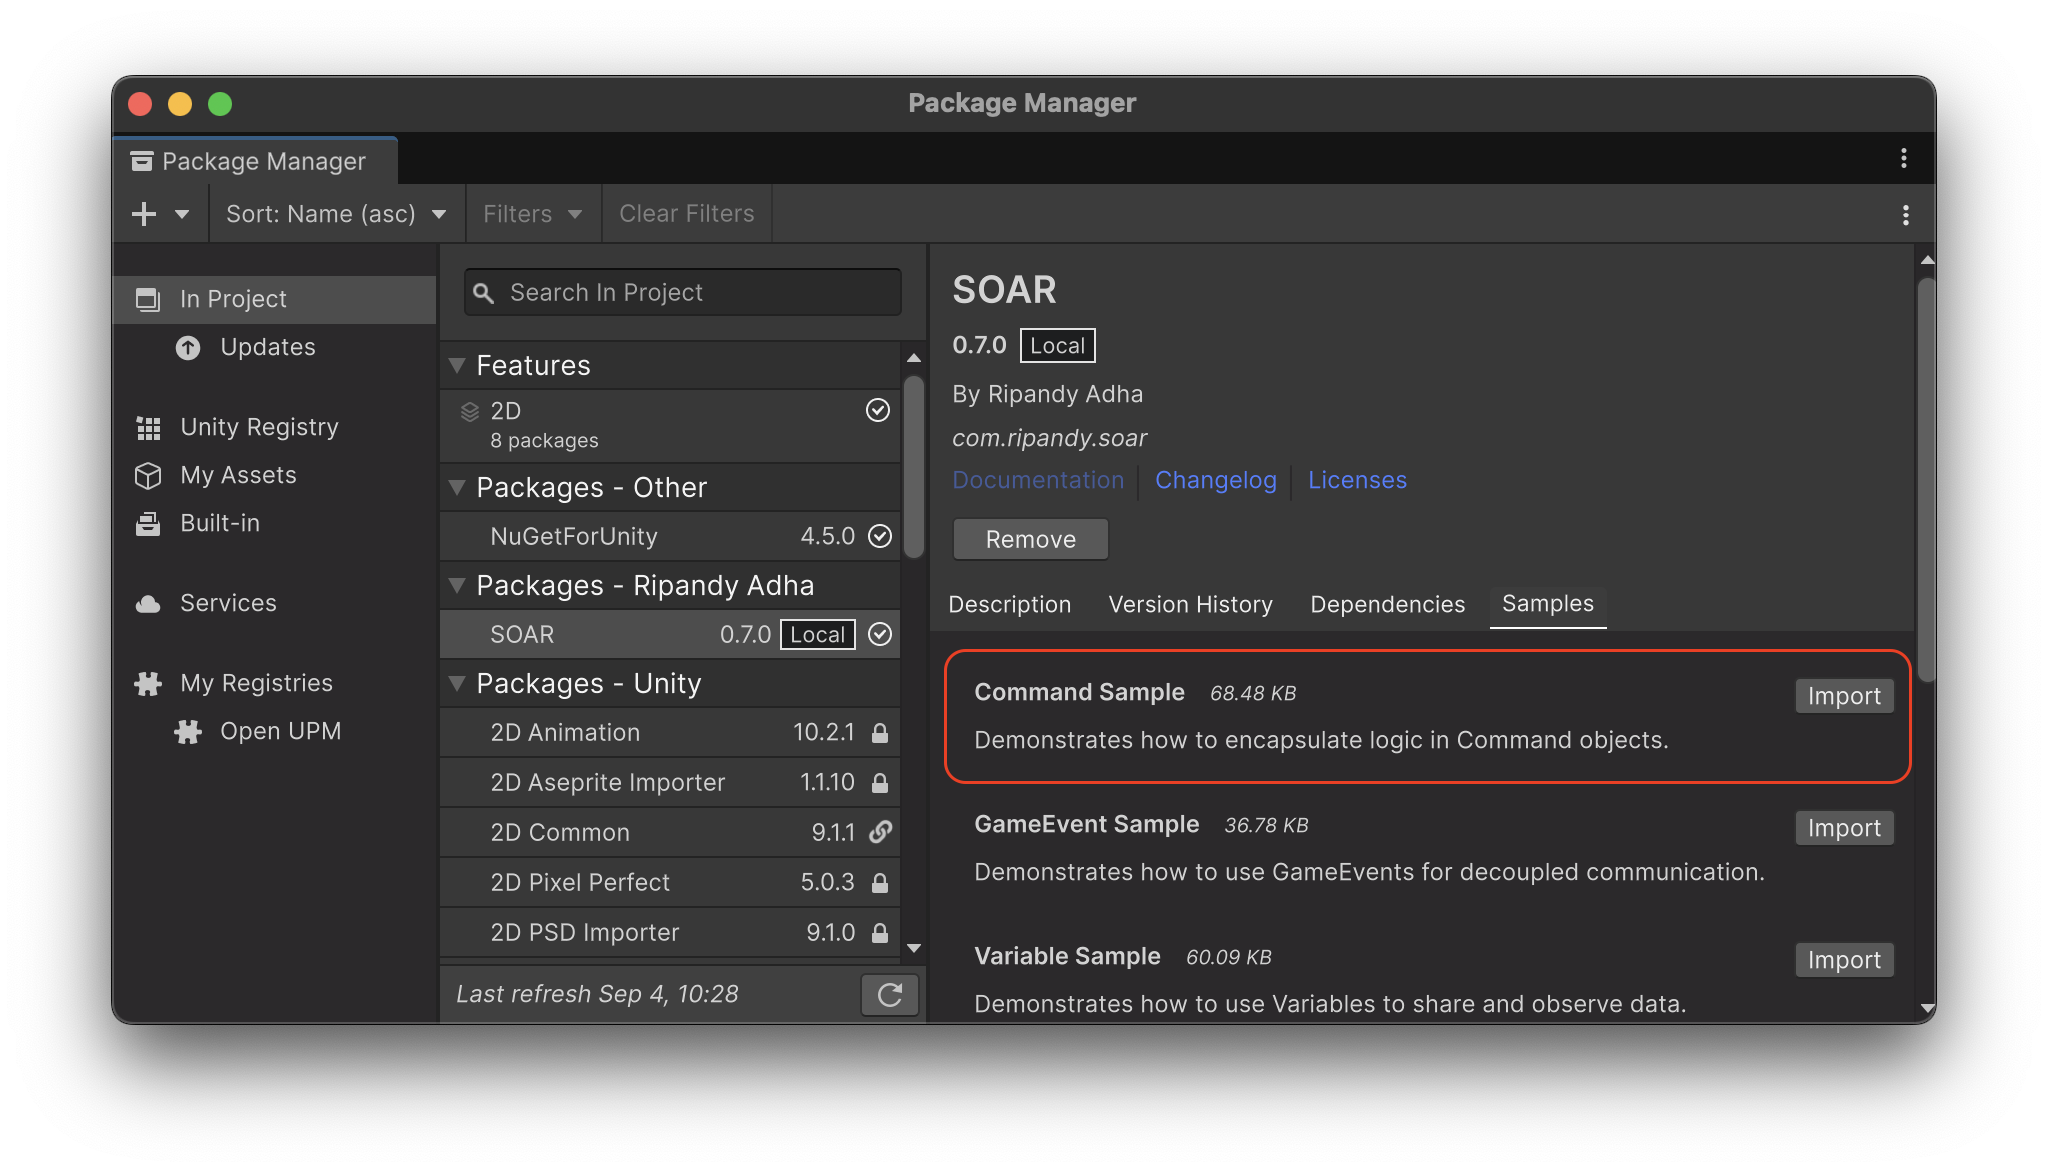 Package Manager
Package Manager
Sort: Name (asc)
Filters
Clear Filters
In Project
Updates
Unity Registry
My Assets
Built-in
Services
My Registries
Open UPM
Search In Project
Features
2D
8 packages
Packages - Other
NuGetForUnity 4.5.0
Packages - Ripandy Adha
SOAR 0.7.0 Local
Packages - Unity
2D Animation 10.2.1
2D Aseprite Importer 1.1.10
2D Common 9.1.1
2D Pixel Perfect 5.0.3
2D PSD Importer 9.1.0
Last refresh Sep 4, 10:28
SOAR
0.7.0 Local
By Ripandy Adha
com.ripandy.soar
Documentation Changelog Licenses
Remove
Description Version History Dependencies Samples
Command Sample 68.48 KB Import
Demonstrates how to encapsulate logic in Command objects.
GameEvent Sample 36.78 KB Import
Demonstrates how to use GameEvents for decoupled communication.
Variable Sample 60.09 KB Import
Demonstrates how to use Variables to share and observe data.